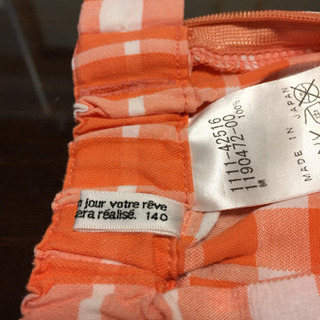 n jour votre rêve
era réalisé. 140
1111-42516
1190472-00
100%
MADE IN JAPAN